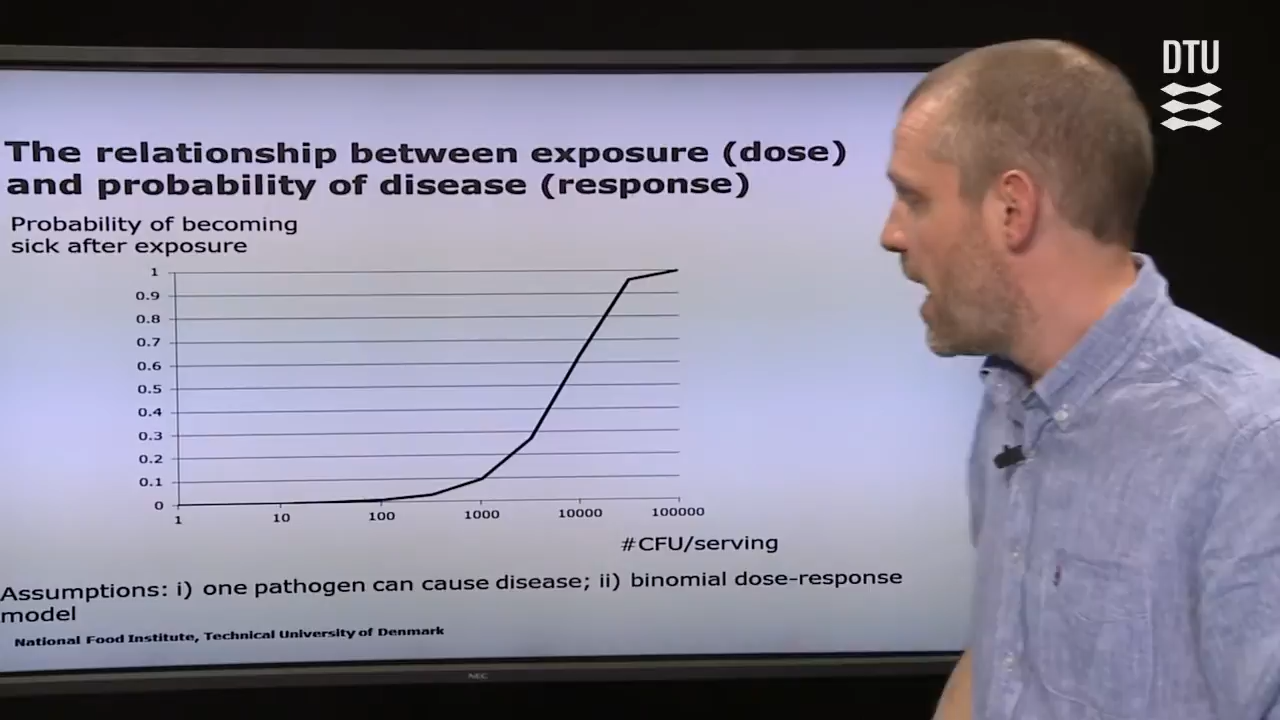 DTU
The relationship between exposure (dose)
and probability of disease (response)
Probability of becoming
sick after exposure
1
0.9
0.8
0.7
0.6
0.5
0.4
0.3
0.2
0.1
0
1 10 100 1000 10000 100000
#CFU/serving
Assumptions: i) one pathogen can cause disease; ii) binomial dose-response
model
National Food Institute, Technical University of Denmark
NEC